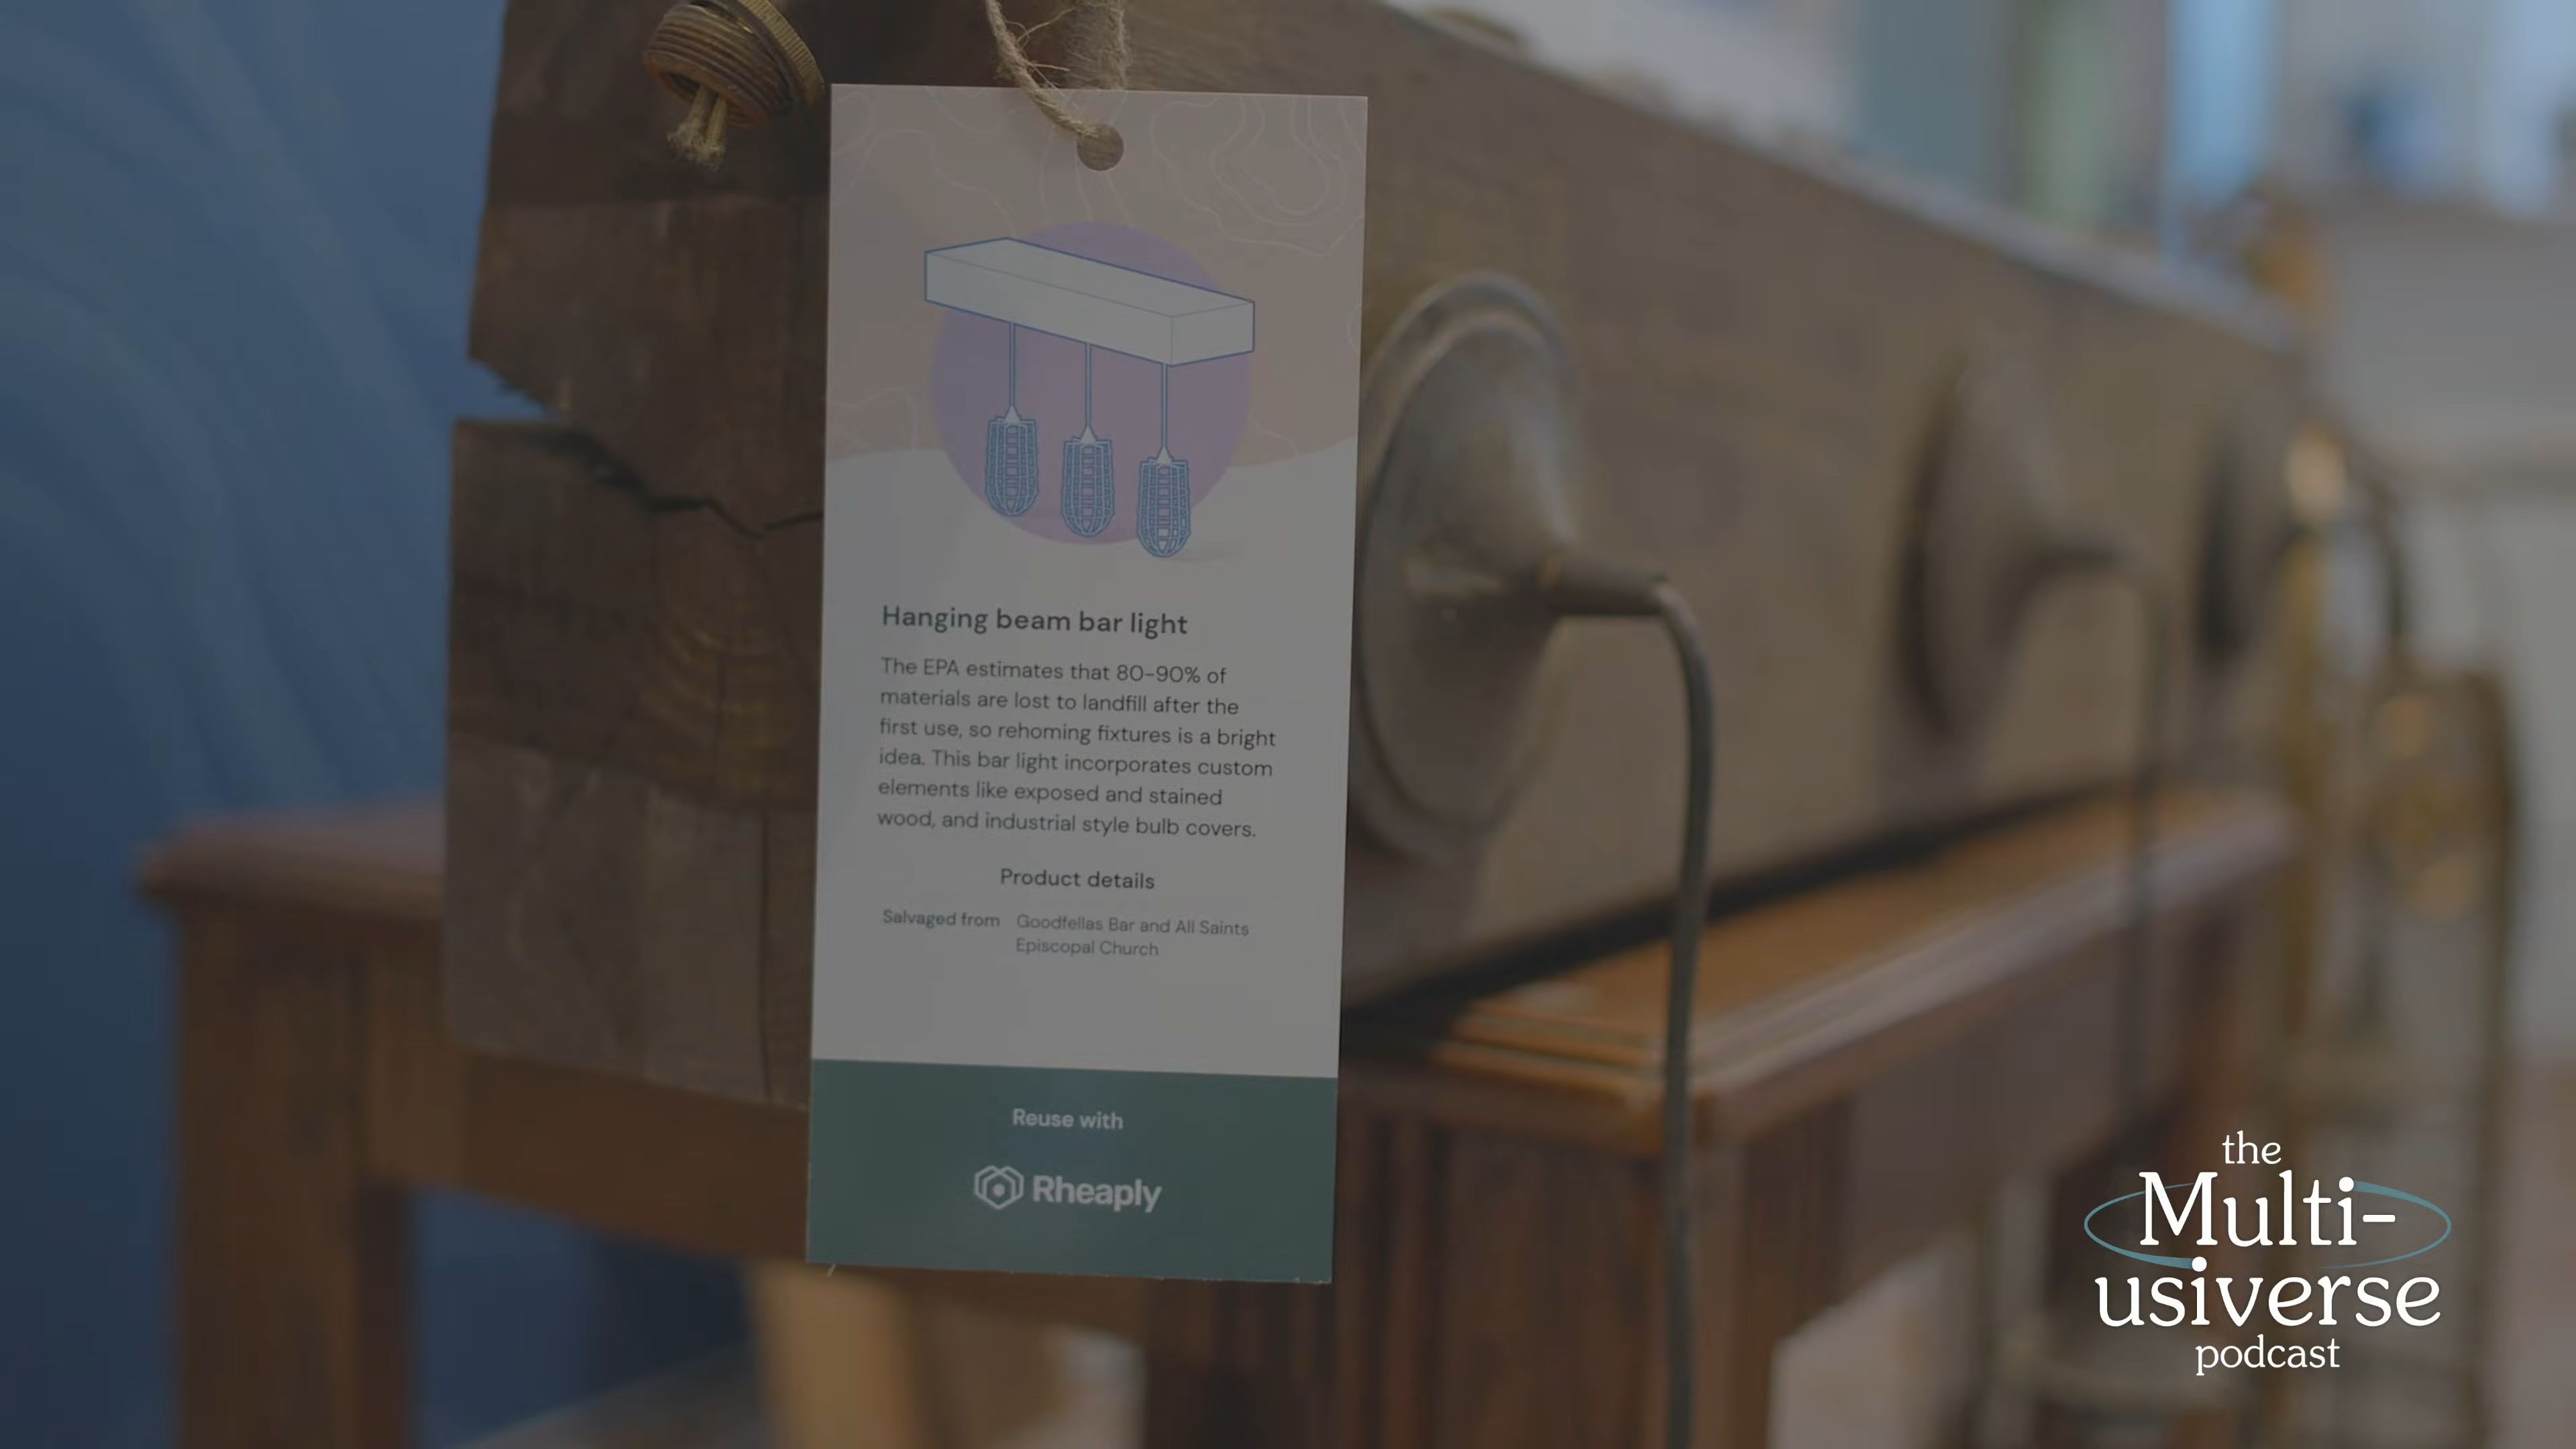 Hanging beam bar light
The EPA estimates that 80-90% of
materials are lost to landfill after the
first use, so rehoming fixtures is a bright
idea. This bar light incorporates custom
elements like exposed and stained
wood, and industrial style bulb covers.
Product details
Salvaged from Goodfellas Bar and All Saints
Episcopal Church
Reuse with
Rheaply
the
Multi-
usiverse
podcast